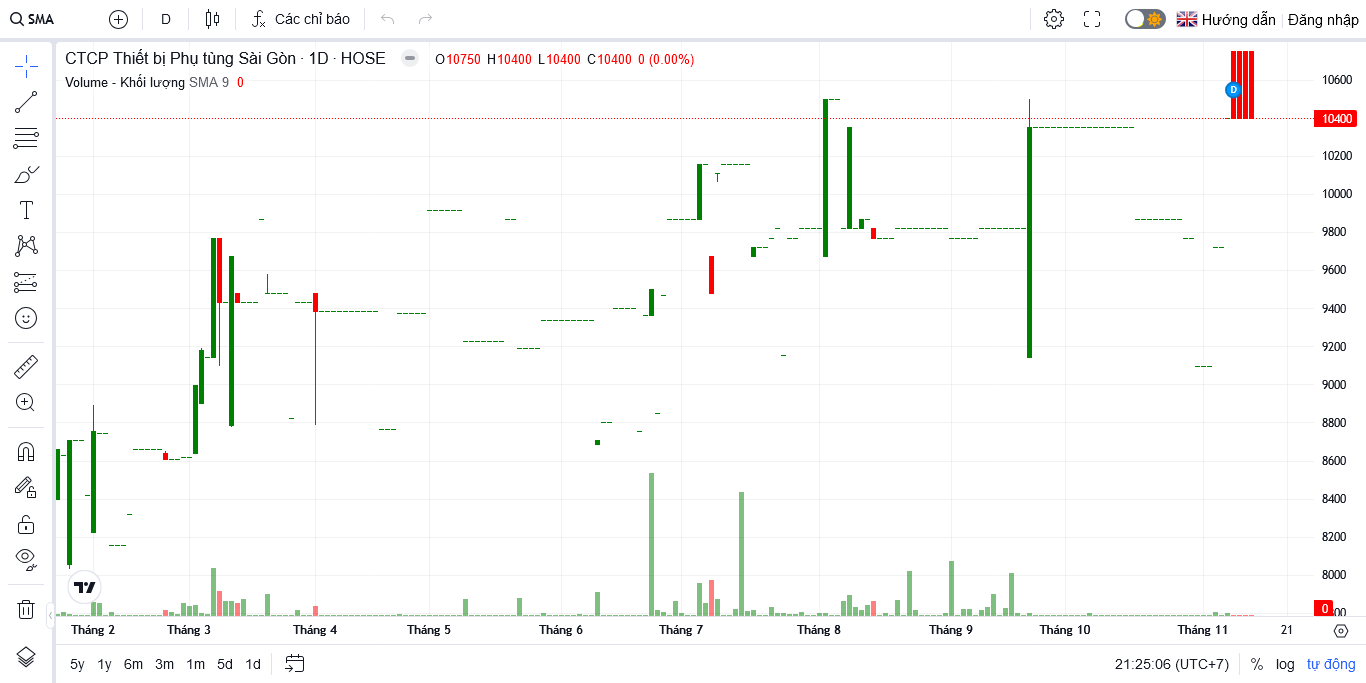 SMA D Các chỉ báo Hướng dẫn Đăng nhập
CTCP Thiết bị Phụ tùng Sài Gòn · 1D · HOSE O10750 H10400 L10400 C10400 0 (0.00%)
Volume - Khối lượng SMA 9 0
10600
D
10400
10200
10000
9800
9600
9400
9200
9000
8800
8600
8400
8200
8000
0
Tháng 2 Tháng 3 Tháng 4 Tháng 5 Tháng 6 Tháng 7 Tháng 8 Tháng 9 Tháng 10 Tháng 11 21
5y 1y 6m 3m 1m 5d 1d 21:25:06 (UTC+7) % log tự động